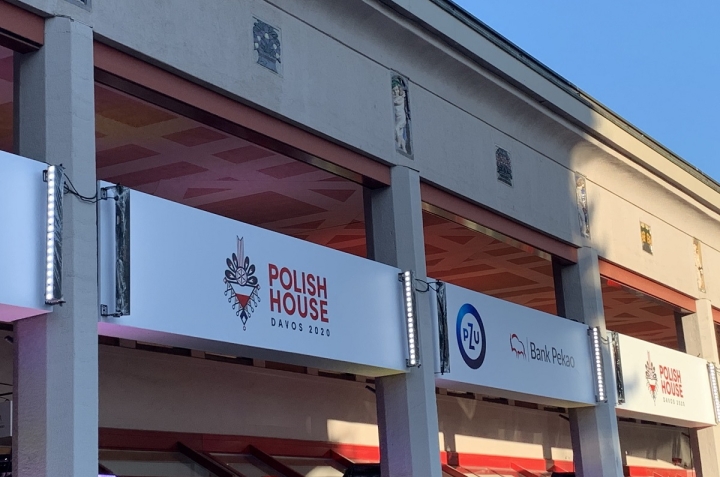 POLISH
HOUSE
DAVOS 2020
PZU
Bank Pekao
POLISH
HOUSE
DAVOS 2020